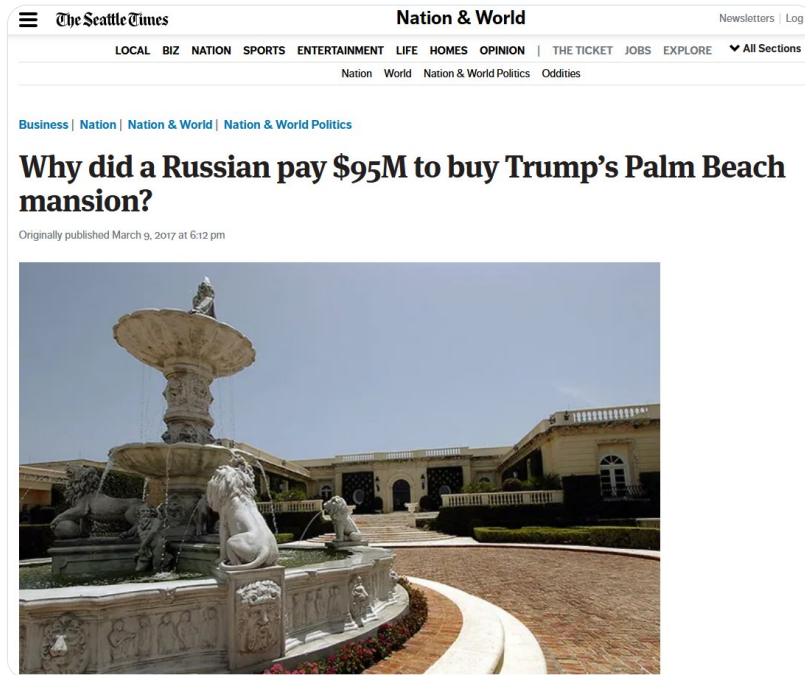 The Seattle Times
Nation & World
Newsletters | Log
LOCAL BIZ NATION SPORTS ENTERTAINMENT LIFE HOMES OPINION | THE TICKET JOBS EXPLORE All Sections
Nation World Nation & World Politics Oddities
Business | Nation | Nation & World | Nation & World Politics
Why did a Russian pay $95M to buy Trump’s Palm Beach
mansion?
Originally published March 9, 2017 at 6:12 pm